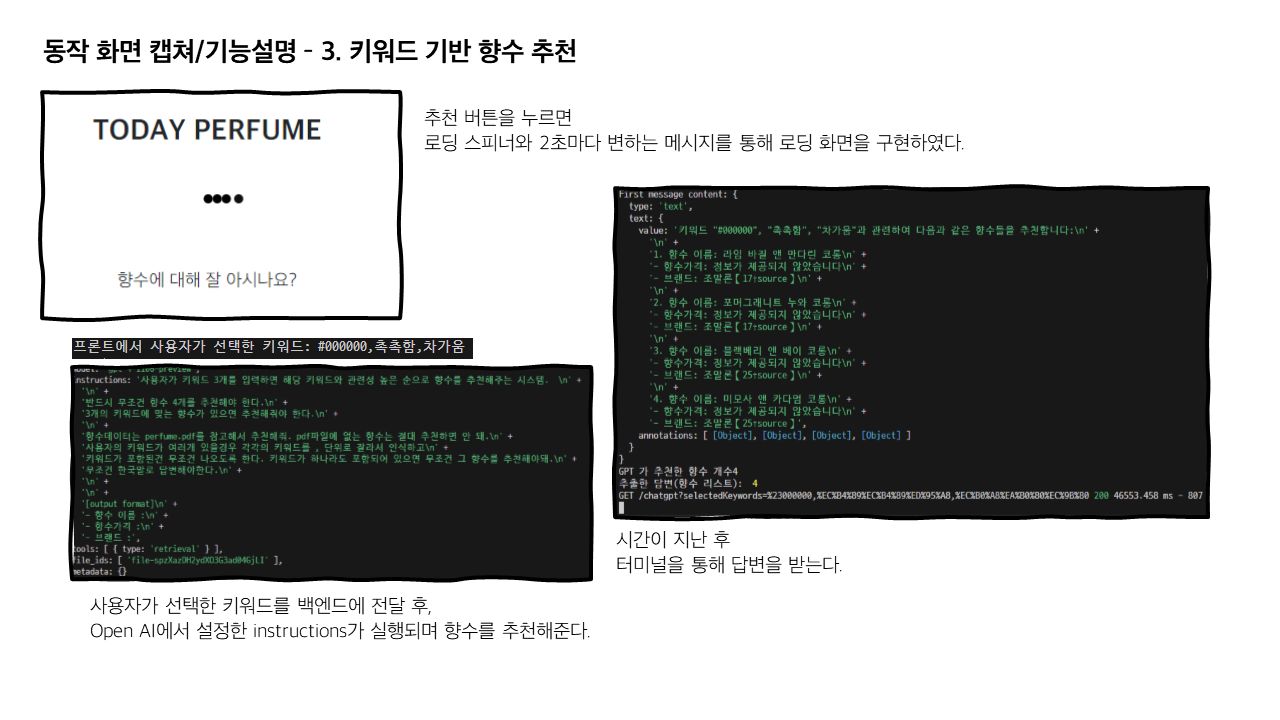 동작 화면 캡쳐/기능설명 - 3. 키워드 기반 향수 추천
TODAY PERFUME
향수에 대해 잘 아시나요?
추천 버튼을 누르면
로딩 스피너와 2초마다 변하는 메시지를 통해 로딩 화면을 구현하였다.
프론트에서 사용자가 선택한 키워드: #000000,촉촉함,차가움
instructions: '사용자가 키워드 3개를 입력하면 해당 키워드와 관련성 높은 순으로 향수를 추천해주는 시스템.  \n' +
'\n' +
'반드시 무조건 향수 4개를 추천해야 한다.\n' +
'3개의 키워드에 맞는 향수가 있으면 추천해줘야 한다.\n' +
'\n' +
'향수데이터는 perfume.pdf를 참고해서 추천해줘. pdf파일에 없는 향수는 절대 추천하면 안 돼.\n' +
'사용자의 키워드가 여러개 있을경우 각각의 키워드를 , 단위로 잘라서 인식하고\n' +
'키워드가 포함된건 무조건 나오도록 한다. 키워드가 하나라도 포함되어 있으면 무조건 그 향수를 추천해야돼.\n' +
'무조건 한국말로 답변해야한다.\n' +
'\n' +
'\n' +
'[output format]\n' +
'- 향수 이름 :\n' +
'- 향수가격 :\n' +
'- 브랜드 :',
tools: [ { type: 'retrieval' } ],
file_ids: [ ],
metadata: {}
사용자가 선택한 키워드를 백엔드에 전달 후,
Open AI에서 설정한 instructions가 실행되며 향수를 추천해준다.
First message content: {
type: 'text',
text: {
value: '키워드 "#000000", "촉촉함", "차가움"과 관련하여 다음과 같은 향수들을 추천합니다:\n' +
'\n' +
'1. 향수 이름: 라임 바질 앤 만다린 코롱\n' +
'- 향수가격: 정보가 제공되지 않았습니다\n' +
'- 브랜드: 조말론【17†source】\n' +
'\n' +
'2. 향수 이름: 포머그래니트 누와 코롱\n' +
'- 향수가격: 정보가 제공되지 않았습니다\n' +
'- 브랜드: 조말론【17†source】\n' +
'\n' +
'3. 향수 이름: 블랙베리 앤 베이 코롱\n' +
'- 향수가격: 정보가 제공되지 않았습니다\n' +
'- 브랜드: 조말론【25†source】\n' +
'\n' +
'4. 향수 이름: 미모사 앤 카다멈 코롱\n' +
'- 향수가격: 정보가 제공되지 않았습니다\n' +
'- 브랜드: 조말론【25†source】',
annotations: [ [Object], [Object], [Object], [Object] ]
}
}
GPT 가 추천한 향수 개수4
추출한 답변(향수 리스트):  4
GET /chatgpt?selectedKeywords=%23000000,%EC%B4%89%EC%B4%89%ED%95%A8,%EC%B0%A8%EA%B0%80%EC%9B%80 200 46553.458 ms - 807
시간이 지난 후
터미널을 통해 답변을 받는다.